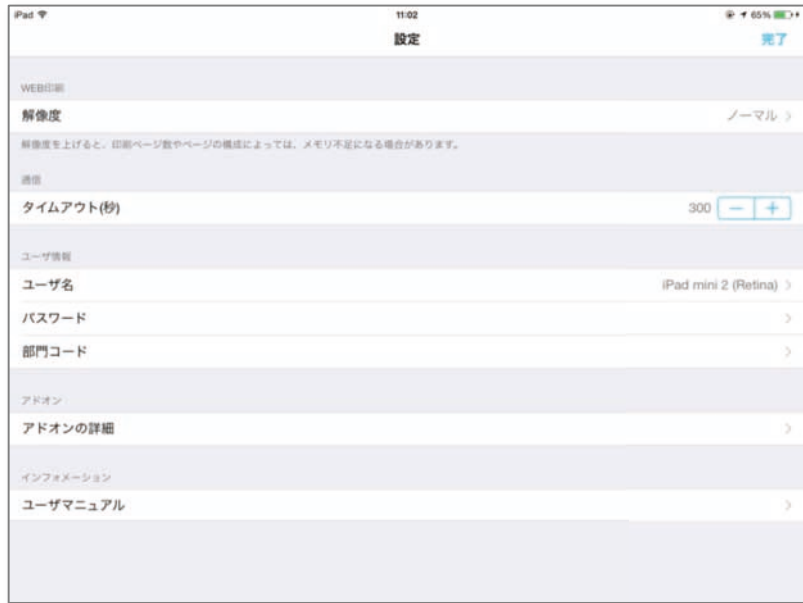 iPad 11:02 65%
設定 完了
WEB印刷
解像度 ノーマル
解像度を上げると、印刷ページ数やページの構成によっては、メモリ不足になる場合があります。
通信
タイムアウト(秒) 300 − +
ユーザ情報
ユーザ名 iPad mini 2 (Retina)
パスワード
部門コード
アドオン
アドオンの詳細
インフォメーション
ユーザマニュアル